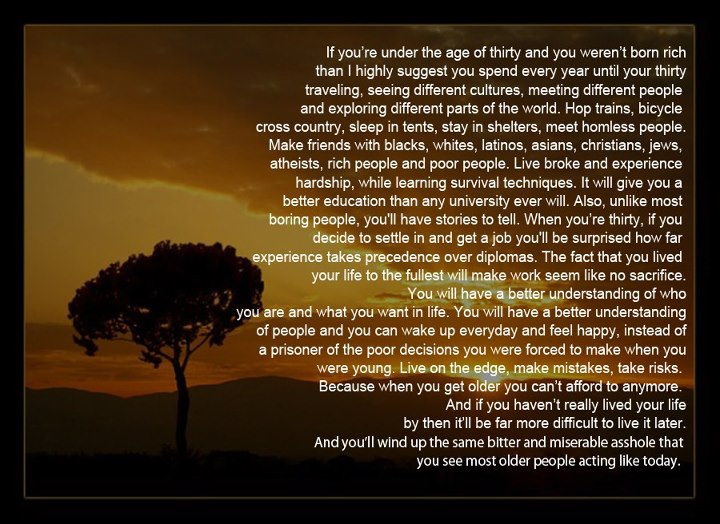 If you're under the age of thirty and you weren't born rich
than I highly suggest you spend every year until your thirty
traveling, seeing different cultures, meeting different people
and exploring different parts of the world. Hop trains, bicycle
cross country, sleep in tents, stay in shelters, meet homless people.
Make friends with blacks, whites, latinos, asians, christians, jews,
atheists, rich people and poor people. Live broke and experience
hardship, while learning survival techniques. It will give you a
better education than any university ever will. Also, unlike most
boring people, you'll have stories to tell. When you're thirty, if you
decide to settle in and get a job you'll be surprised how far
experience takes precedence over diplomas. The fact that you lived
your life to the fullest will make work seem like no sacrifice.
You will have a better understanding of who
you are and what you want in life. You will have a better understanding
of people and you can wake up everyday and feel happy, instead of
a prisoner of the poor decisions you were forced to make when you
were young. Live on the edge, make mistakes, take risks.
Because when you get older you can't afford to anymore.
And if you haven't really lived your life
by then it'll be far more difficult to live it later.
And you'll wind up the same bitter and miserable asshole that
you see most older people acting like today.